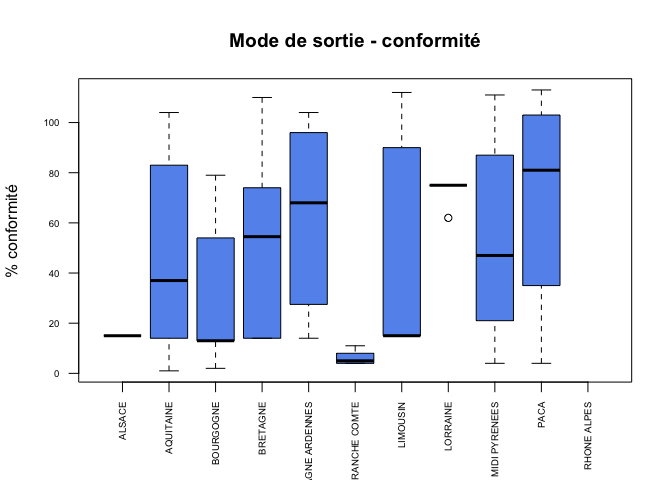 Mode de sortie - conformité
% conformité
100
80
60
40
20
0
ALSACE
AQUITAINE
BOURGOGNE
BRETAGNE
AGNE ARDENNES
RANCHE COMTE
LIMOUSIN
LORRAINE
MIDI PYRENEES
PACA
RHONE ALPES